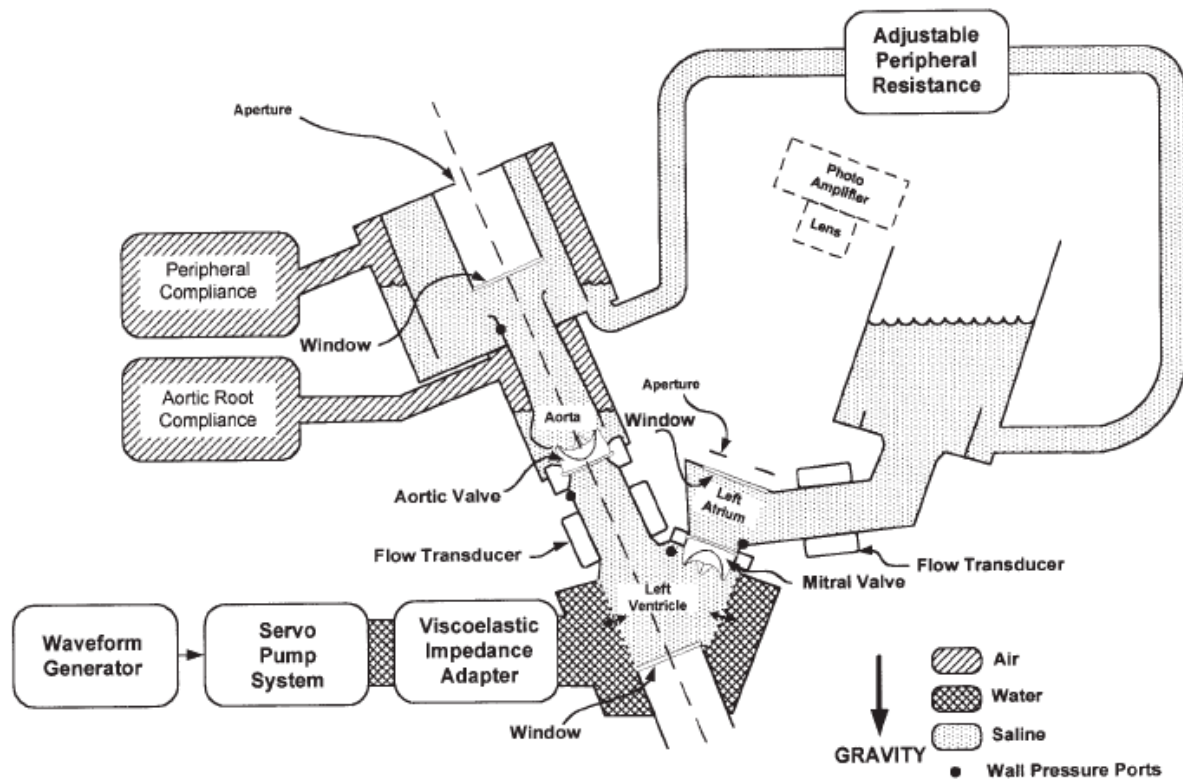 Adjustable
Peripheral
Resistance
Aperture
Photo
Amplifier
Lens
Peripheral
Compliance
Window
Aortic Root
Compliance
Aperture
Window
Aorta
Left
Atrium
Aortic Valve
Flow Transducer
Mitral Valve
Flow Transducer
Left
Ventricle
Waveform
Generator
Servo
Pump
System
Viscoelastic
Impedance
Adapter
Window
GRAVITY
Air
Water
Saline
Wall Pressure Ports